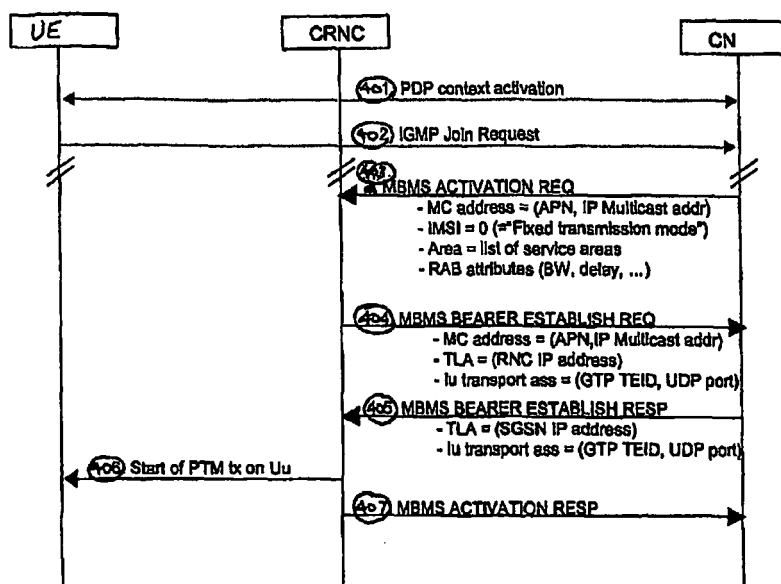 UE
CRNC
CN
401 PDP context activation
402 IGMP Join Request
403
MBMS ACTIVATION REQ
- MC address = (APN, IP Multicast addr)
- IMSI = 0 (="Fixed transmission mode")
- Area = list of service areas
- RAB attributes (BW, delay, ...)
404 MBMS BEARER ESTABLISH REQ
- MC address = (APN,IP Multicast addr)
- TLA = (RNC IP address)
- Iu transport ass = (GTP TEID, UDP port)
405 MBMS BEARER ESTABLISH RESP
- TLA = (SGSN IP address)
- Iu transport ass = (GTP TEID, UDP port)
406 Start of PTM tx on Uu
407 MBMS ACTIVATION RESP